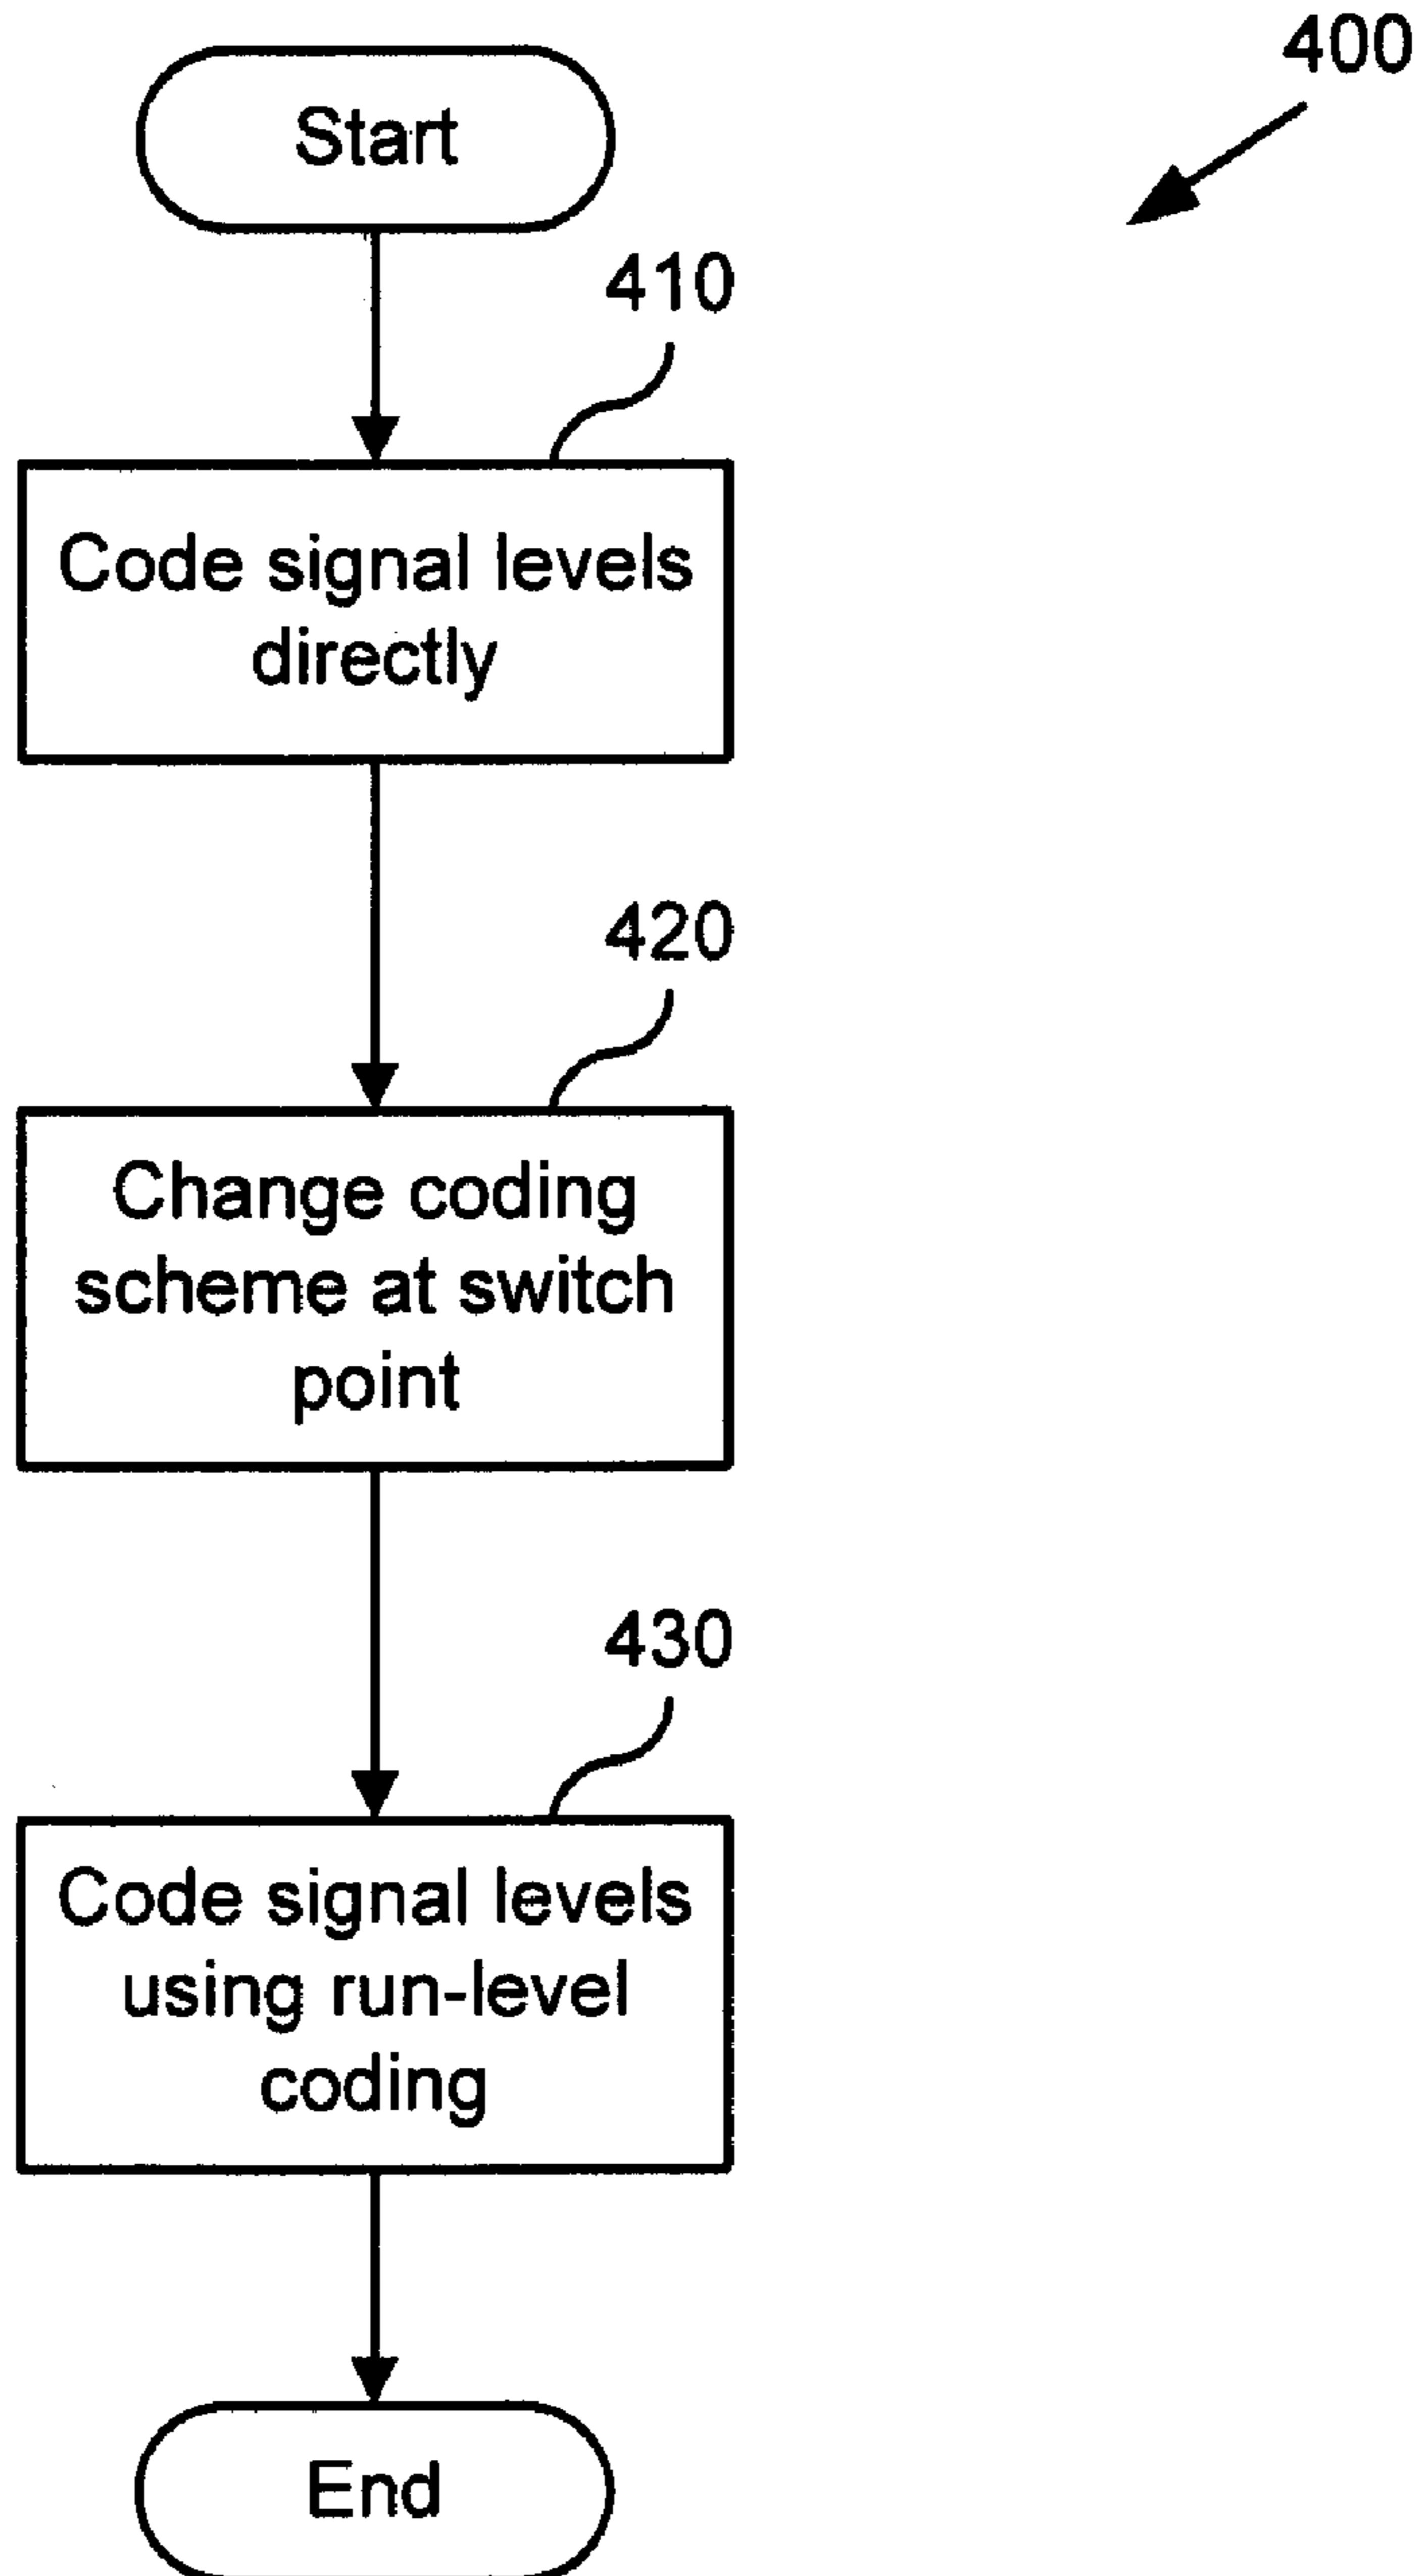 400
Start
410
Code signal levels
directly
420
Change coding
scheme at switch
point
430
Code signal levels
using run-level
coding
End